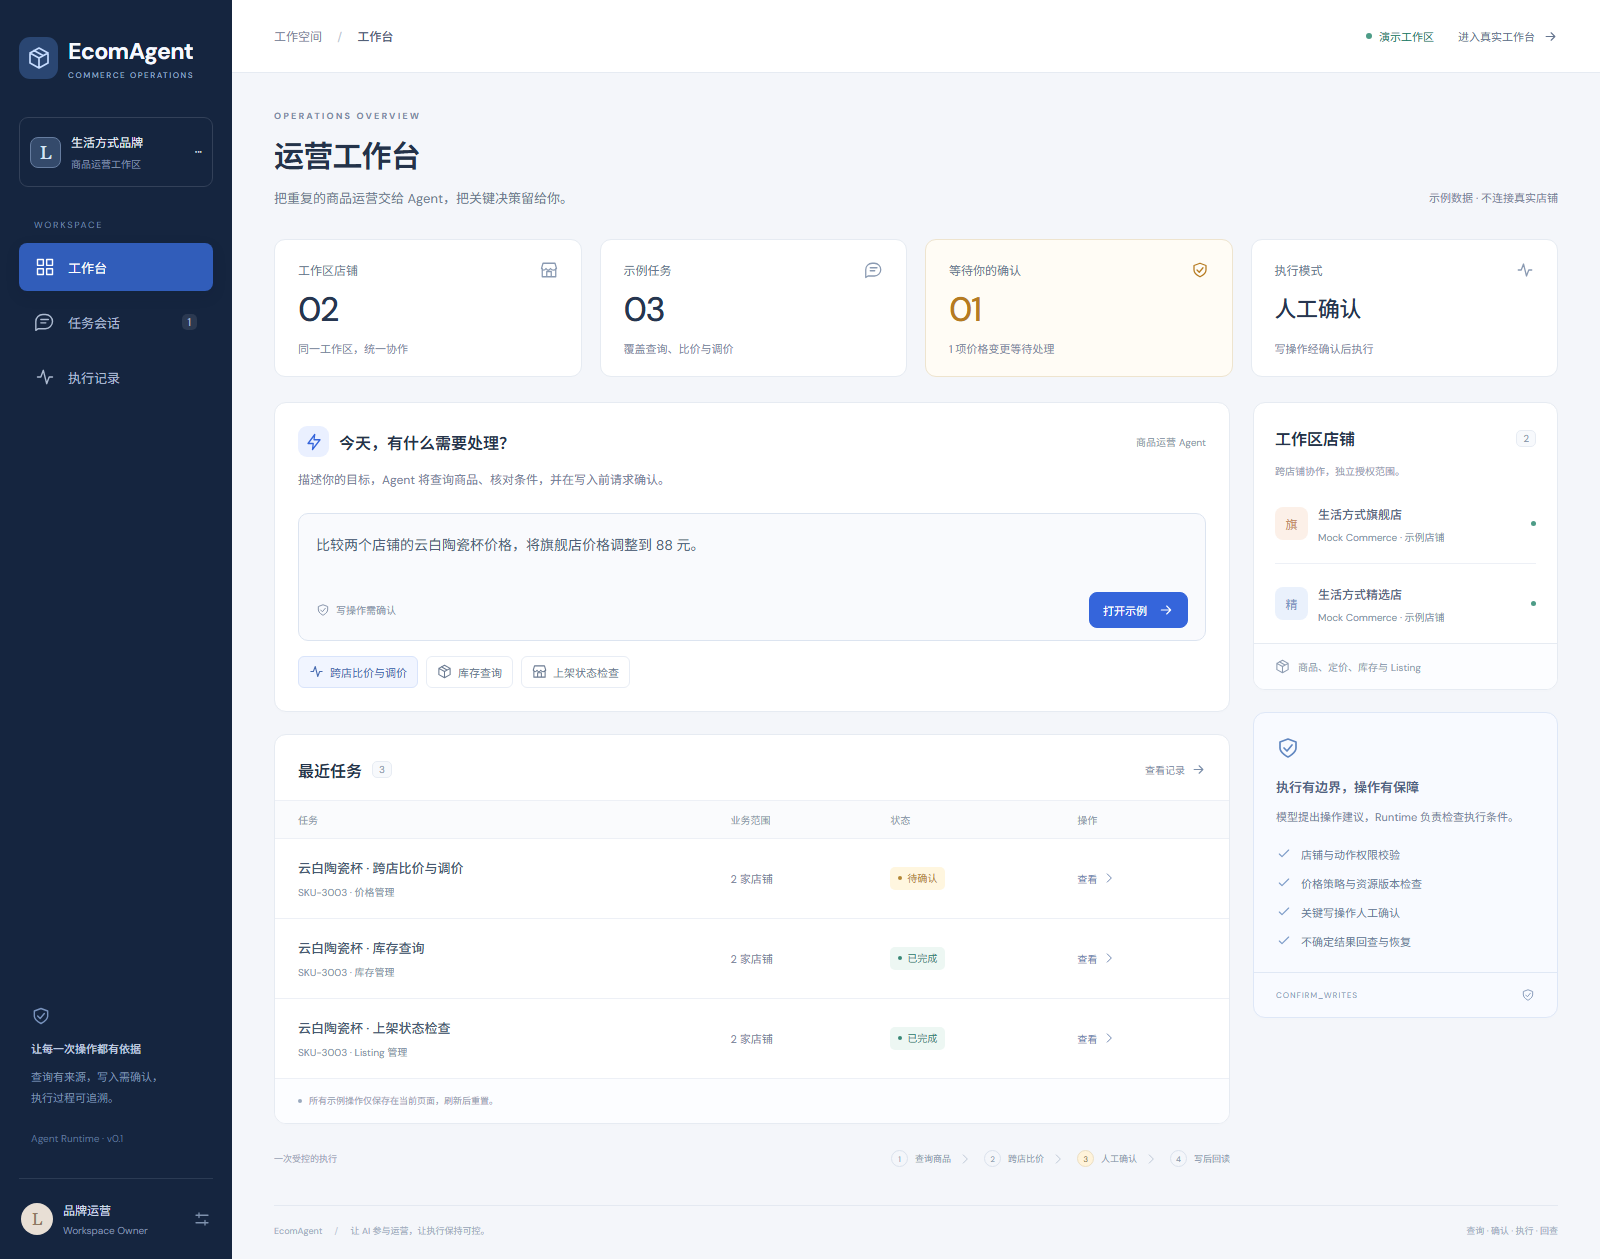 EcomAgent
COMMERCE OPERATIONS
L
生活方式品牌
商品运营工作区
WORKSPACE
工作台
任务会话
1
执行记录
让每一次操作都有依据
查询有来源，写入需确认，
执行过程可追溯。
Agent Runtime · v0.1
L
品牌运营
Workspace Owner
工作空间 / 工作台
演示工作区
进入真实工作台
OPERATIONS OVERVIEW
运营工作台
把重复的商品运营交给 Agent，把关键决策留给你。
示例数据 · 不连接真实店铺
工作区店铺
02
同一工作区，统一协作
示例任务
03
覆盖查询、比价与调价
等待你的确认
01
1 项价格变更等待处理
执行模式
人工确认
写操作经确认后执行
今天，有什么需要处理？
商品运营 Agent
描述你的目标，Agent 将查询商品、核对条件，并在写入前请求确认。
比较两个店铺的云白陶瓷杯价格，将旗舰店价格调整到 88 元。
写操作需确认
打开示例
跨店比价与调价
库存查询
上架状态检查
最近任务
3
查看记录
任务 业务范围 状态 操作
云白陶瓷杯 · 跨店比价与调价
SKU-3003 · 价格管理
2 家店铺
待确认
查看
云白陶瓷杯 · 库存查询
SKU-3003 · 库存管理
2 家店铺
已完成
查看
云白陶瓷杯 · 上架状态检查
SKU-3003 · Listing 管理
2 家店铺
已完成
查看
所有示例操作仅保存在当前页面，刷新后重置。
工作区店铺
2
跨店铺协作，独立授权范围。
旗
生活方式旗舰店
Mock Commerce · 示例店铺
精
生活方式精选店
Mock Commerce · 示例店铺
商品、定价、库存与 Listing
执行有边界，操作有保障
模型提出操作建议，Runtime 负责检查执行条件。
店铺与动作权限校验
价格策略与资源版本检查
关键写操作人工确认
不确定结果回查与恢复
CONFIRM_WRITES
一次受控的执行
1 查询商品
2 跨店比价
3 人工确认
4 写后回读
EcomAgent / 让 AI 参与运营，让执行保持可控。
查询 · 确认 · 执行 · 回查